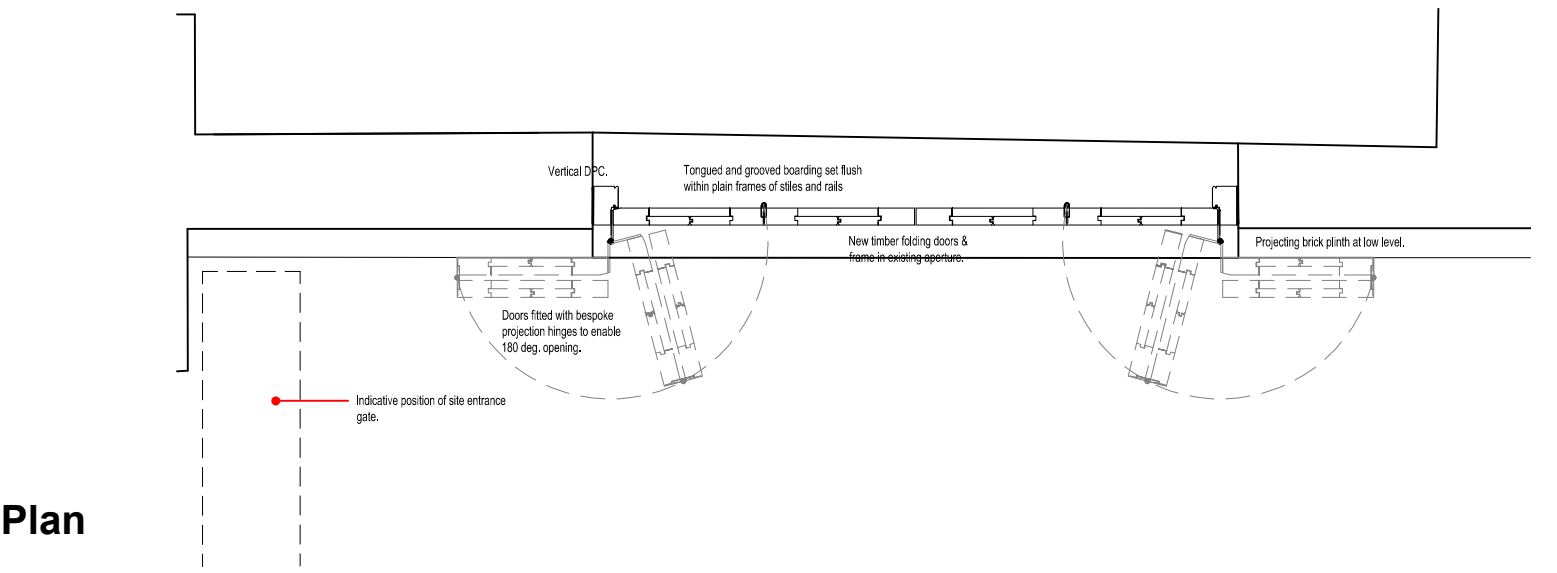 Vertical DPC.
Tongued and grooved boarding set flush
within plain frames of stiles and rails
New timber folding doors &
frame in existing aperture.
Projecting brick plinth at low level.
Doors fitted with bespoke
projection hinges to enable
180 deg. opening.
Indicative position of site entrance
gate.
Plan